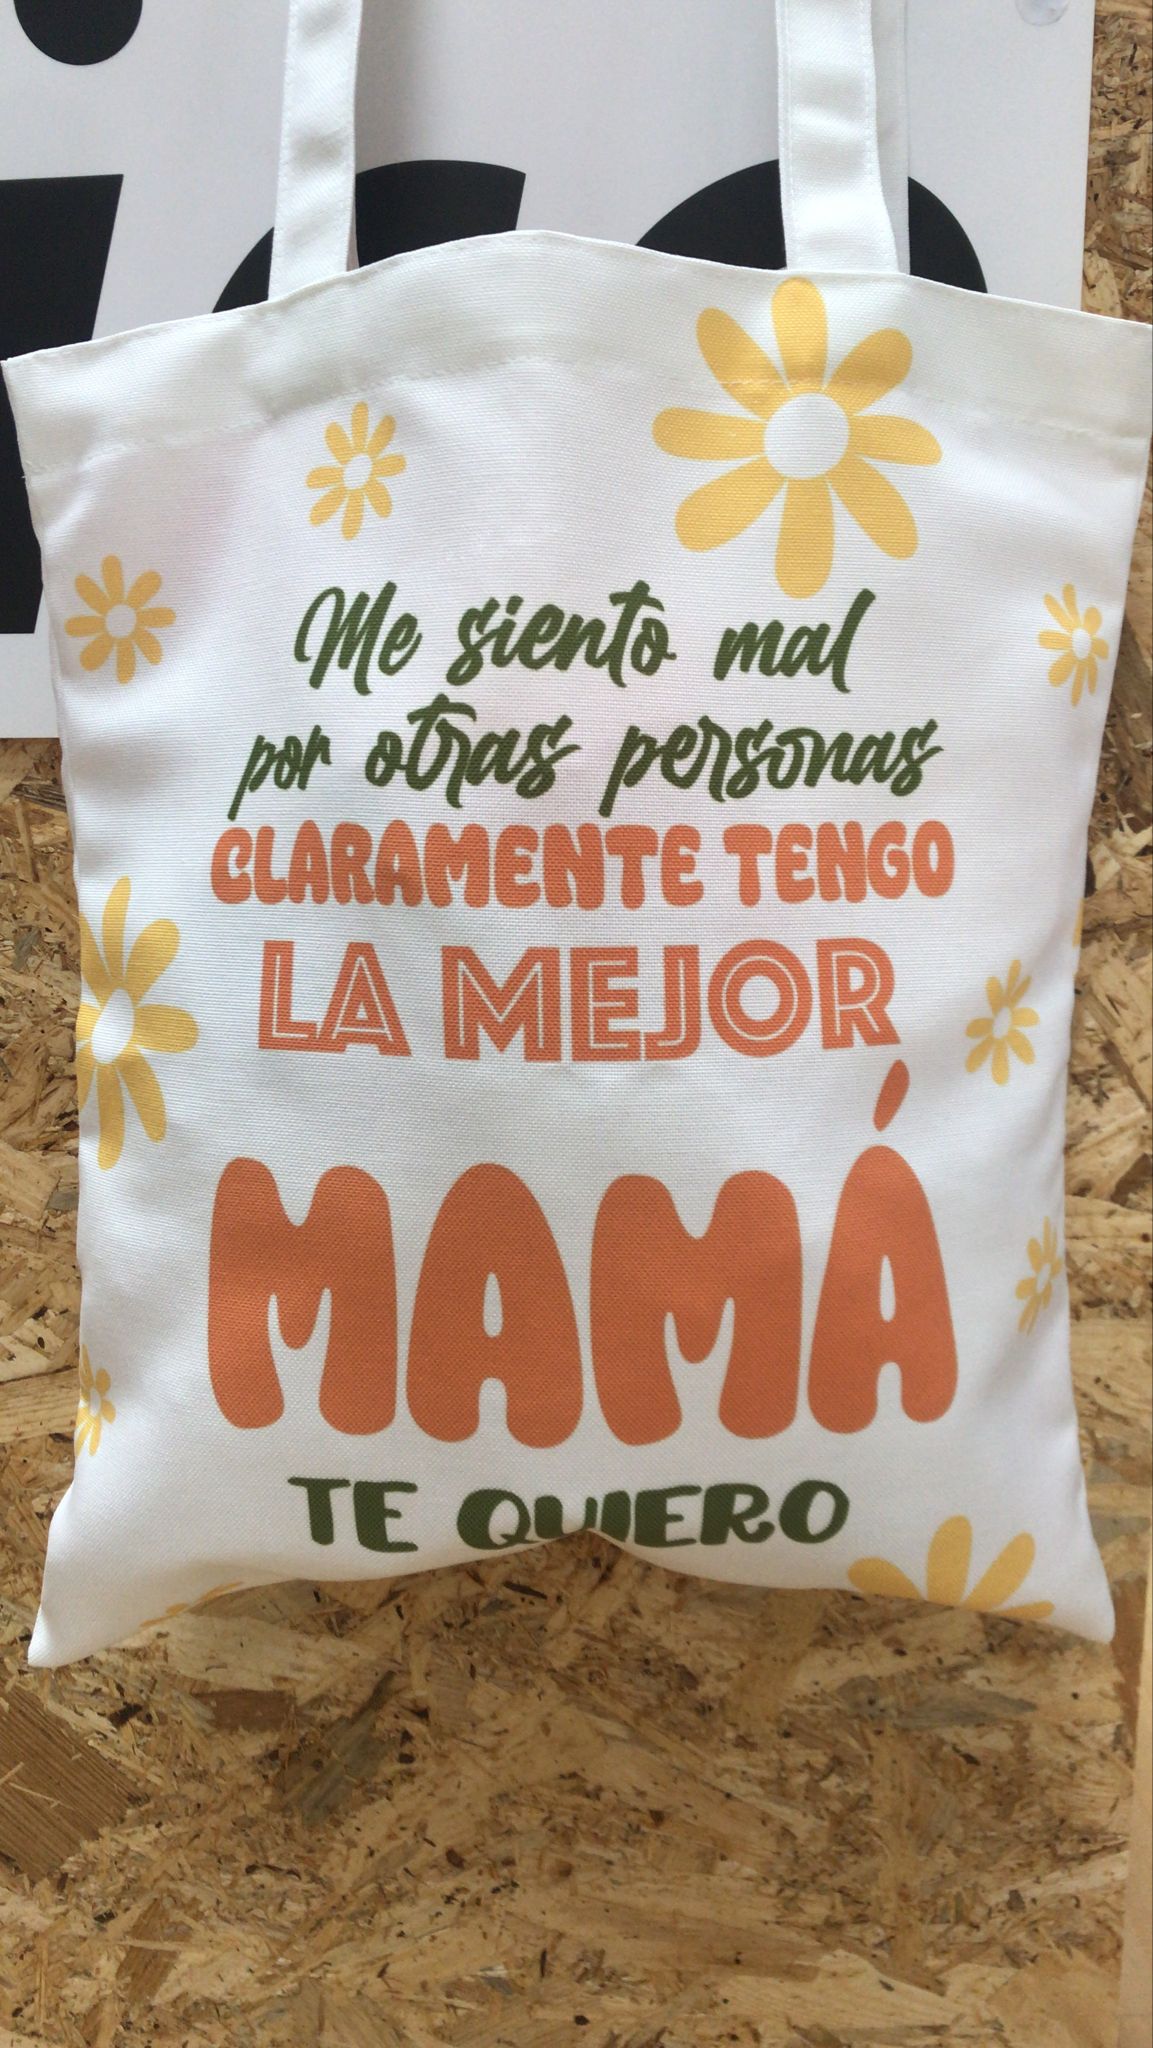 Me siento mal
por otras personas
CLARAMENTE TENGO
LA MEJOR
MAMÁ
TE QUIERO